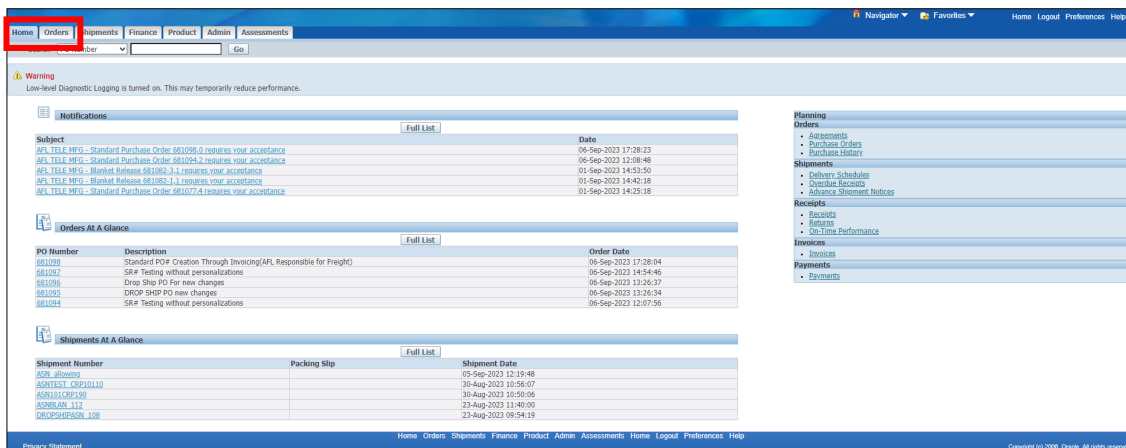 Navigator Favorites Home Logout Preferences Help
Home Orders Shipments Finance Product Admin Assessments
Number Go
Warning
Low-level Diagnostic Logging is turned on. This may temporarily reduce performance.
Notifications
Full List
Subject Date
AFL TELE MFG - Standard Purchase Order 681098,0 requires your acceptance 06-Sep-2023 17:28:23
AFL TELE MFG - Standard Purchase Order 681094,2 requires your acceptance 06-Sep-2023 12:08:48
AFL TELE MFG - Blanket Release 681082-3,1 requires your acceptance 01-Sep-2023 14:53:50
AFL TELE MFG - Blanket Release 681082-1,1 requires your acceptance 01-Sep-2023 14:42:18
AFL TELE MFG - Standard Purchase Order 681077,4 requires your acceptance 01-Sep-2023 14:25:18
Orders At A Glance
Full List
PO Number Description Order Date
681098 Standard PO# Creation Through Invoicing(AFL Responsible for Freight) 06-Sep-2023 17:28:04
681097 SR# Testing without personalizations 06-Sep-2023 14:54:46
681096 Drop Ship PO For new changes 06-Sep-2023 13:26:37
681095 DROP SHIP PO new changes 06-Sep-2023 13:26:34
681094 SR# Testing without personalizations 06-Sep-2023 12:07:56
Shipments At A Glance
Full List
Shipment Number Packing Slip Shipment Date
ASN_allowing 05-Sep-2023 12:19:48
ASNTEST_CRP10110 30-Aug-2023 10:56:07
ASN101CRP190 30-Aug-2023 10:50:06
ASNBLAN_112 23-Aug-2023 11:40:00
DROPSHIPASN_108 23-Aug-2023 09:54:19
Planning
Orders
Agreements
Purchase Orders
Purchase History
Shipments
Delivery Schedules
Overdue Receipts
Advance Shipment Notices
Receipts
Receipts
Returns
On-Time Performance
Invoices
Invoices
Payments
Payments
Home Orders Shipments Finance Product Admin Assessments Home Logout Preferences Help
Privacy Statement Copyright (c) 2006, Oracle. All rights reserved